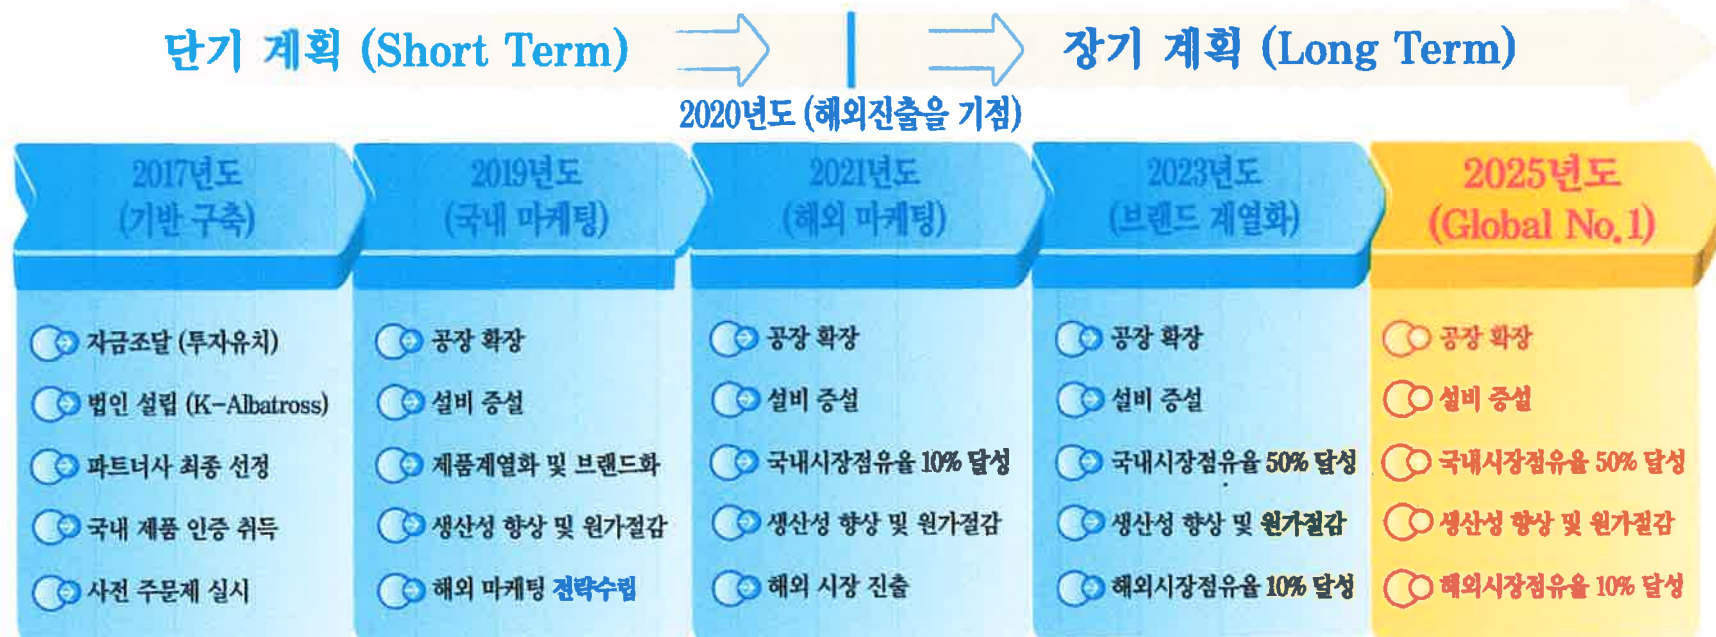 단기 계획 (Short Term)
장기 계획 (Long Term)
2020년도 (해외진출을 기점)
2017년도
(기반 구축)
자금조달 (투자유치)
법인 설립 (K-Albatross)
파트너사 최종 선정
국내 제품 인증 취득
사전 주문제 실시
2019년도
(국내 마케팅)
공장 확장
설비 증설
제품계열화 및 브랜드화
생산성 향상 및 원가절감
해외 마케팅 전략수립
2021년도
(해외 마케팅)
공장 확장
설비 증설
국내시장점유율 10% 달성
생산성 향상 및 원가절감
해외 시장 진출
2023년도
(브랜드 계열화)
공장 확장
설비 증설
국내시장점유율 50% 달성
생산성 향상 및 원가절감
해외시장점유율 10% 달성
2025년도
(Global No.1)
공장 확장
설비 증설
국내시장점유율 50% 달성
생산성 향상 및 원가절감
해외시장점유율 10% 달성